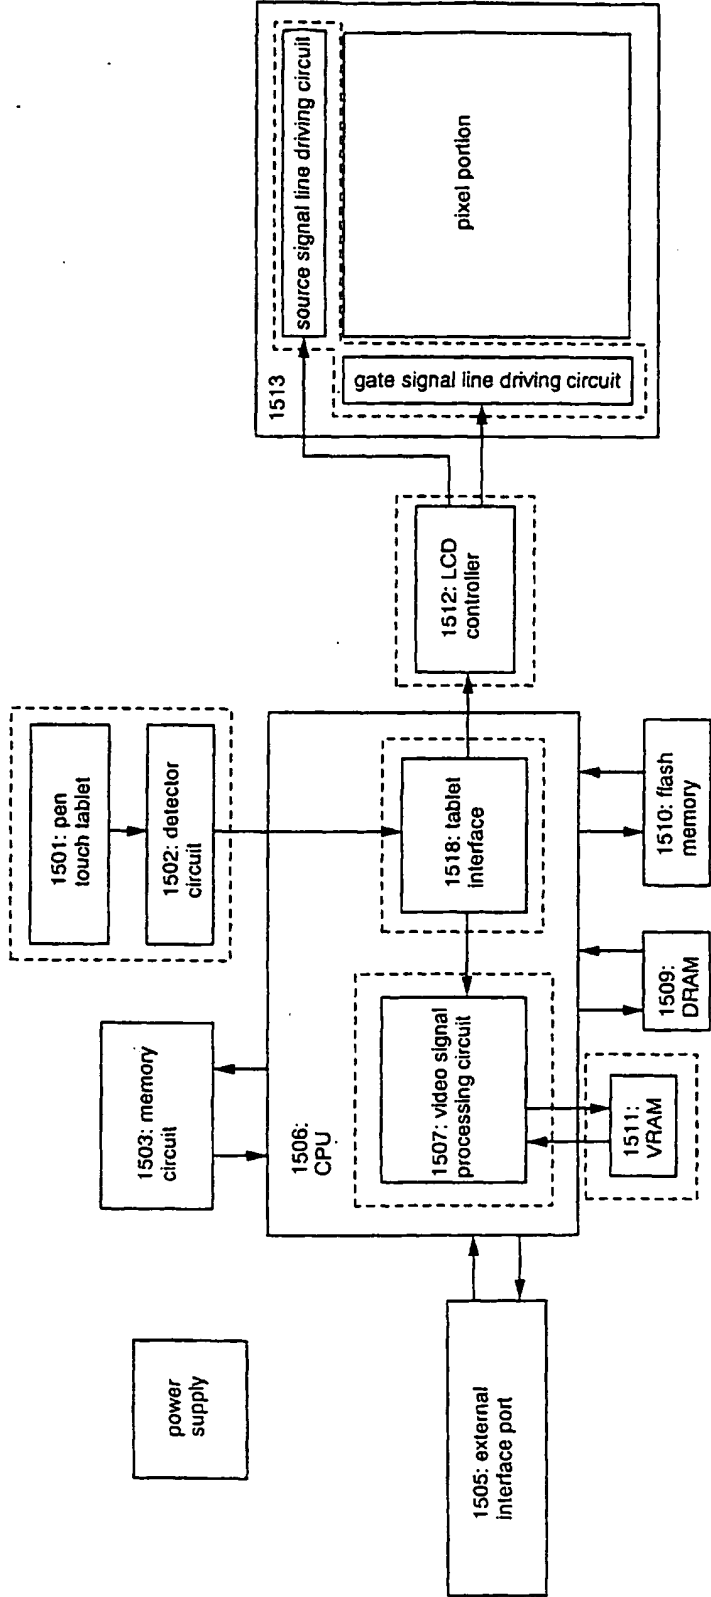 power
supply
1505: external
interface port
1503: memory
circuit
1506:
CPU
1507: video signal
processing circuit
1511:
VRAM
1501: pen
touch tablet
1502: detector
circuit
1518: tablet
interface
1509:
DRAM
1510: flash
memory
1512: LCD
controller
1513
source signal line driving circuit
gate signal line driving circuit
pixel portion